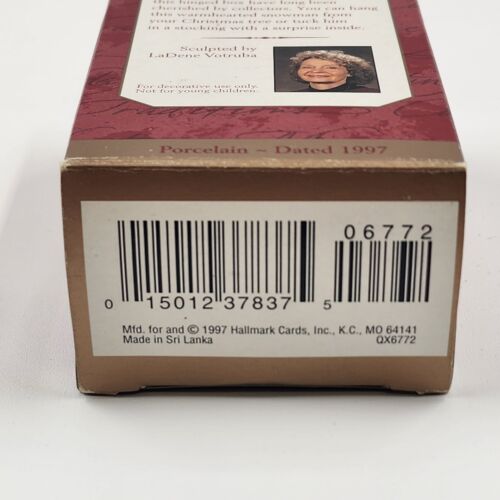 this hinged box have long been
cherished by collectors. You can hang
this warmhearted snowman from
your Christmas tree or tuck him
in a stocking with a surprise inside.
Sculpted by
LaDene Votruba
For decorative use only.
Not for young children.
Porcelain ~ Dated 1997
06772
0 15012 37837 5
Mfd. for and © 1997 Hallmark Cards, Inc., K.C., MO 64141
Made in Sri Lanka QX6772